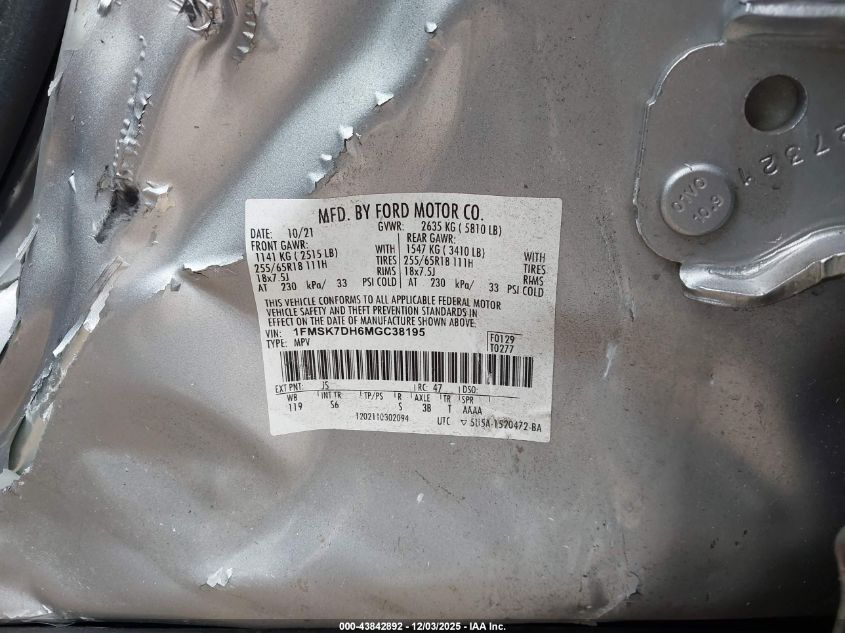 MFD. BY FORD MOTOR CO.
DATE: 10/21 GVWR: 2635 KG ( 5810 LB)
FRONT GAWR: REAR GAWR:
1141 KG ( 2515 LB) WITH 1547 KG ( 3410 LB) WITH
255/65R18 111H TIRES 255/65R18 111H TIRES
18x7.5J RIMS 18x7.5J RIMS
AT 230 kPa/ 33 PSI COLD AT 230 kPa/ 33 PSI COLD
THIS VEHICLE CONFORMS TO ALL APPLICABLE FEDERAL MOTOR
VEHICLE SAFETY AND THEFT PREVENTION STANDARDS IN
EFFECT ON THE DATE OF MANUFACTURE SHOWN ABOVE.
VIN: 1FMSK7DH6MGC38195 F0129
TYPE: MPV T0277
EXT PNT: JS RC: 47 DSO:
WB INT TR TP/PS R AXLE TR SPR
119 S6 S 3B T AAAA
1202110302094 UTC ▽ 5U5A-1520472-BA
27321
000-43842892 - 12/03/2025 - IAA Inc.